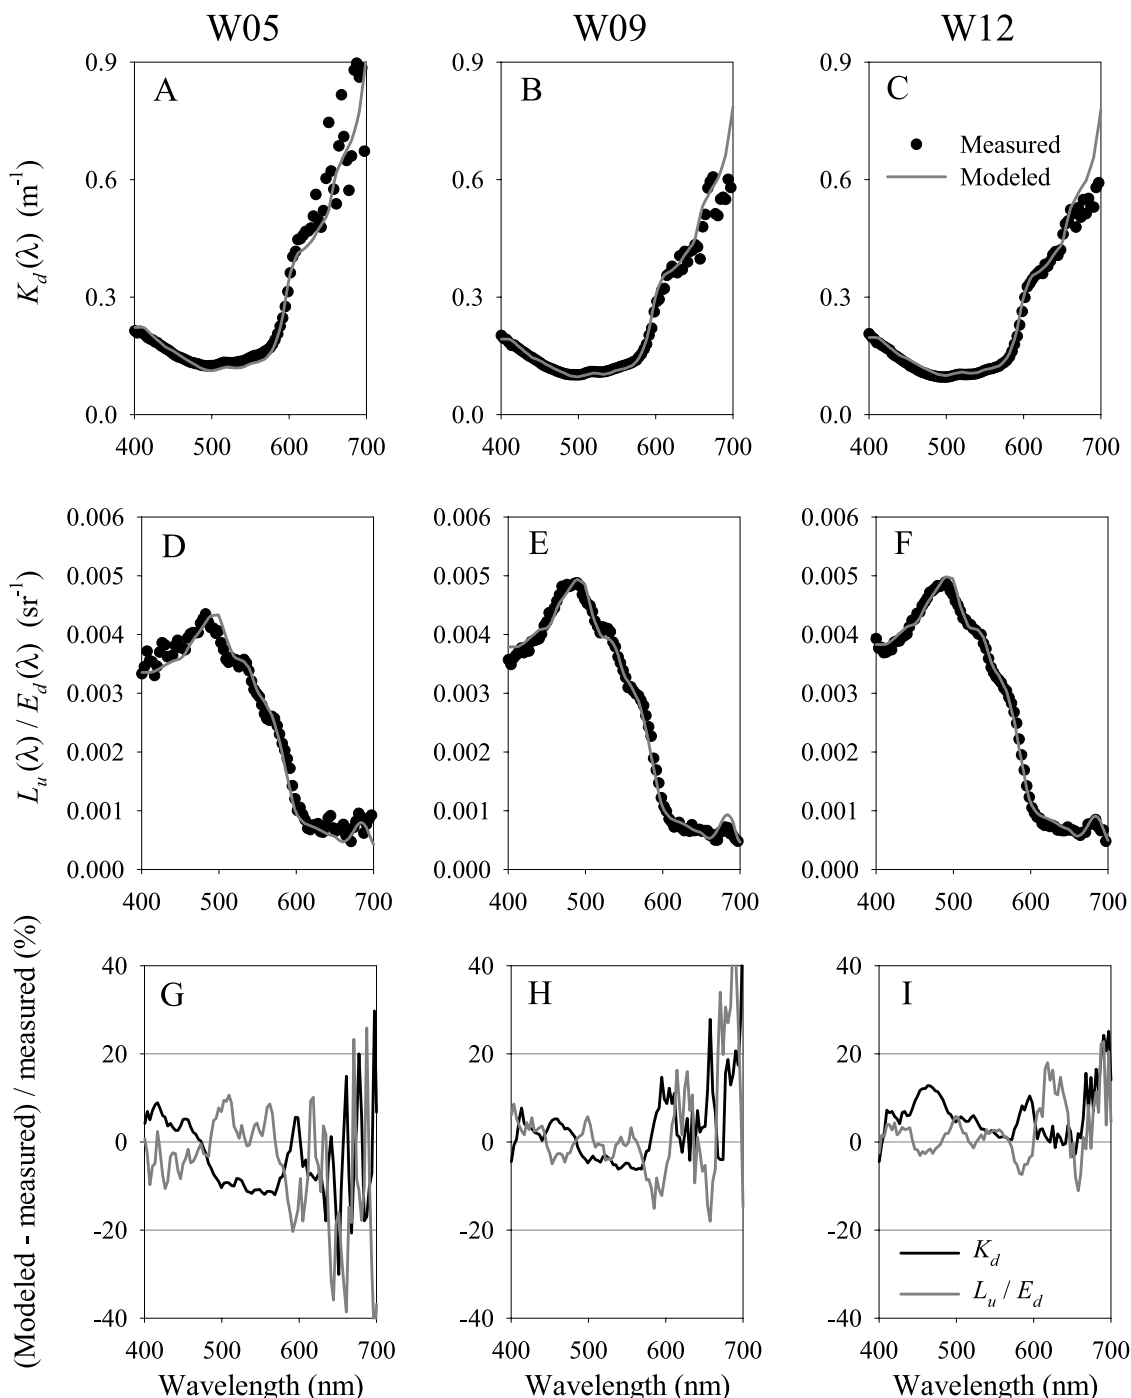 W05 W09 W12
K_d(λ) (m⁻¹)
0.9 0.9 0.9
A B C
Measured
Modeled
0.6 0.6 0.6
0.3 0.3 0.3
0.0 0.0 0.0
400 500 600 700 400 500 600 700 400 500 600 700
L_u(λ) / E_d(λ) (sr⁻¹)
0.006 0.006 0.006
D E F
0.005 0.005 0.005
0.004 0.004 0.004
0.003 0.003 0.003
0.002 0.002 0.002
0.001 0.001 0.001
0.000 0.000 0.000
400 500 600 700 400 500 600 700 400 500 600 700
(Modeled - measured) / measured (%)
40 40 40
G H I
20 20 20
0 0 0
-20 -20 -20
K_d
L_u / E_d
-40 -40 -40
400 500 600 700 400 500 600 700 400 500 600 700
Wavelength (nm) Wavelength (nm) Wavelength (nm)